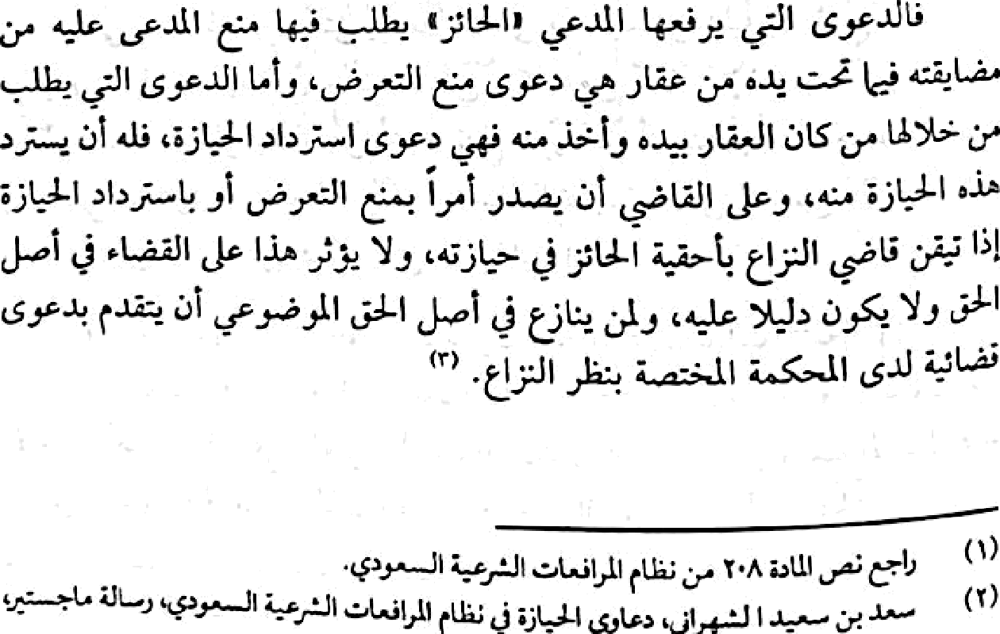 فالدعوى التي يرفعها المدعي «الحائز» يطلب فيها منع المدعى عليه من
مضايقته فيما تحت يده من عقار هي دعوى منع التعرض، وأما الدعوى التي يطلب
من خلالها من كان العقار بيده وأخذ منه فهي دعوى استرداد الحيازة، فله أن يسترد
هذه الحيازة منه، وعلى القاضي أن يصدر أمراً بمنع التعرض أو باسترداد الحيازة
إذا تيقن قاضي النزاع بأحقية الحائز في حيازته، ولا يؤثر هذا على القضاء في أصل
الحق ولا يكون دليلا عليه، ولمن ينازع في أصل الحق الموضوعي أن يتقدم بدعوى
قضائية لدى المحكمة المختصة بنظر النزاع. (٣)
(١) راجع نص المادة ٢٠٨ من نظام المرافعات الشرعية السعودي.
(٢) سعد بن سعيد الشهراني، دعاوى الحيازة في نظام المرافعات الشرعية السعودي، رسالة ماجستير،